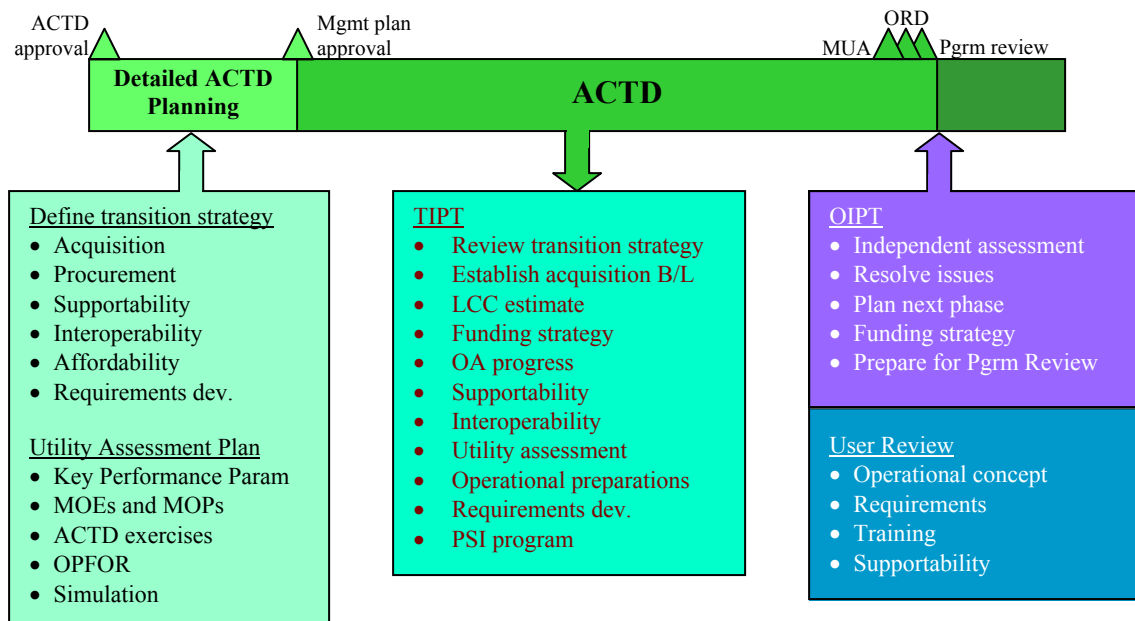 ACTD
approval
Mgmt plan
approval
ORD
MUA
Pgrm review
Detailed ACTD
Planning
ACTD
Define transition strategy
• Acquisition
• Procurement
• Supportability
• Interoperability
• Affordability
• Requirements dev.
Utility Assessment Plan
• Key Performance Param
• MOEs and MOPs
• ACTD exercises
• OPFOR
• Simulation
TIPT
• Review transition strategy
• Establish acquisition B/L
• LCC estimate
• Funding strategy
• OA progress
• Supportability
• Interoperability
• Utility assessment
• Operational preparations
• Requirements dev.
• PSI program
OIPT
• Independent assessment
• Resolve issues
• Plan next phase
• Funding strategy
• Prepare for Pgrm Review
User Review
• Operational concept
• Requirements
• Training
• Supportability